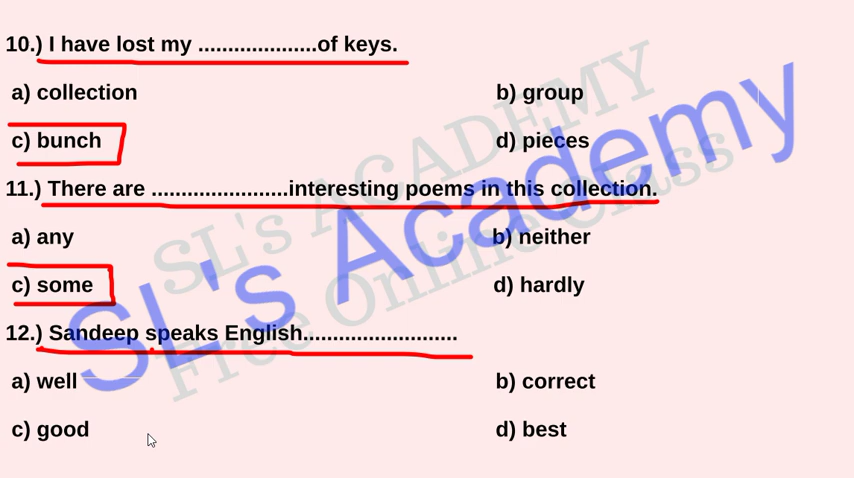 10.) I have lost my ....................of keys.
a) collection b) group
c) bunch d) pieces
11.) There are .......................interesting poems in this collection.
a) any b) neither
c) some d) hardly
12.) Sandeep speaks English..........................
a) well b) correct
c) good d) best
SL's ACADEMY
Free Online Class
SL's Academy